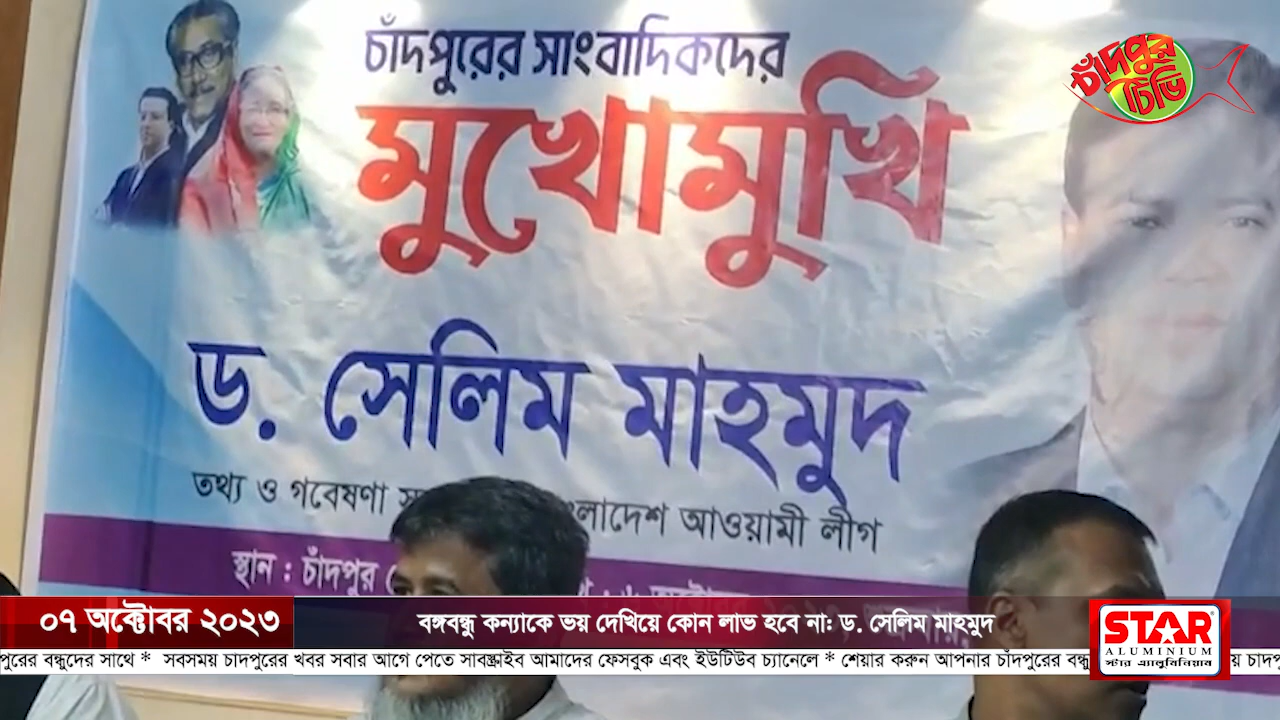 চাঁদপুরের সাংবাদিকদের
মুখোমুখি
চাঁদপুর
টিভি
ড. সেলিম মাহমুদ
তথ্য ও গবেষণা বাংলাদেশ আওয়ামী লীগ
স্থান : চাঁদপুর
০৭ অক্টোবর ২০২৩
বঙ্গবন্ধু কন্যাকে ভয় দেখিয়ে কোন লাভ হবে না: ড. সেলিম মাহমুদ
STAR
ALUMINIUM
স্টার এ্যালুবিনিয়াম
পুরের বন্ধুদের সাথে * সবসময় চাঁদপুরের খবর সবার আগে পেতে সাবস্ক্রাইব আমাদের ফেসবুক এবং ইউটিউব চ্যানেলে * শেয়ার করুন আপনার চাঁদপুরের বন্ধু